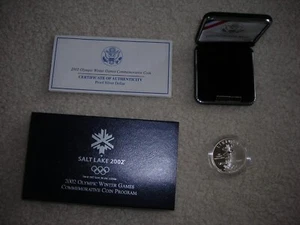 2002 Olympic Winter Games Commemorative Coin
CERTIFICATE OF AUTHENTICITY
Proof Silver Dollar
SALT LAKE 2002
2002 OLYMPIC WINTER GAMES
COMMEMORATIVE COIN PROGRAM